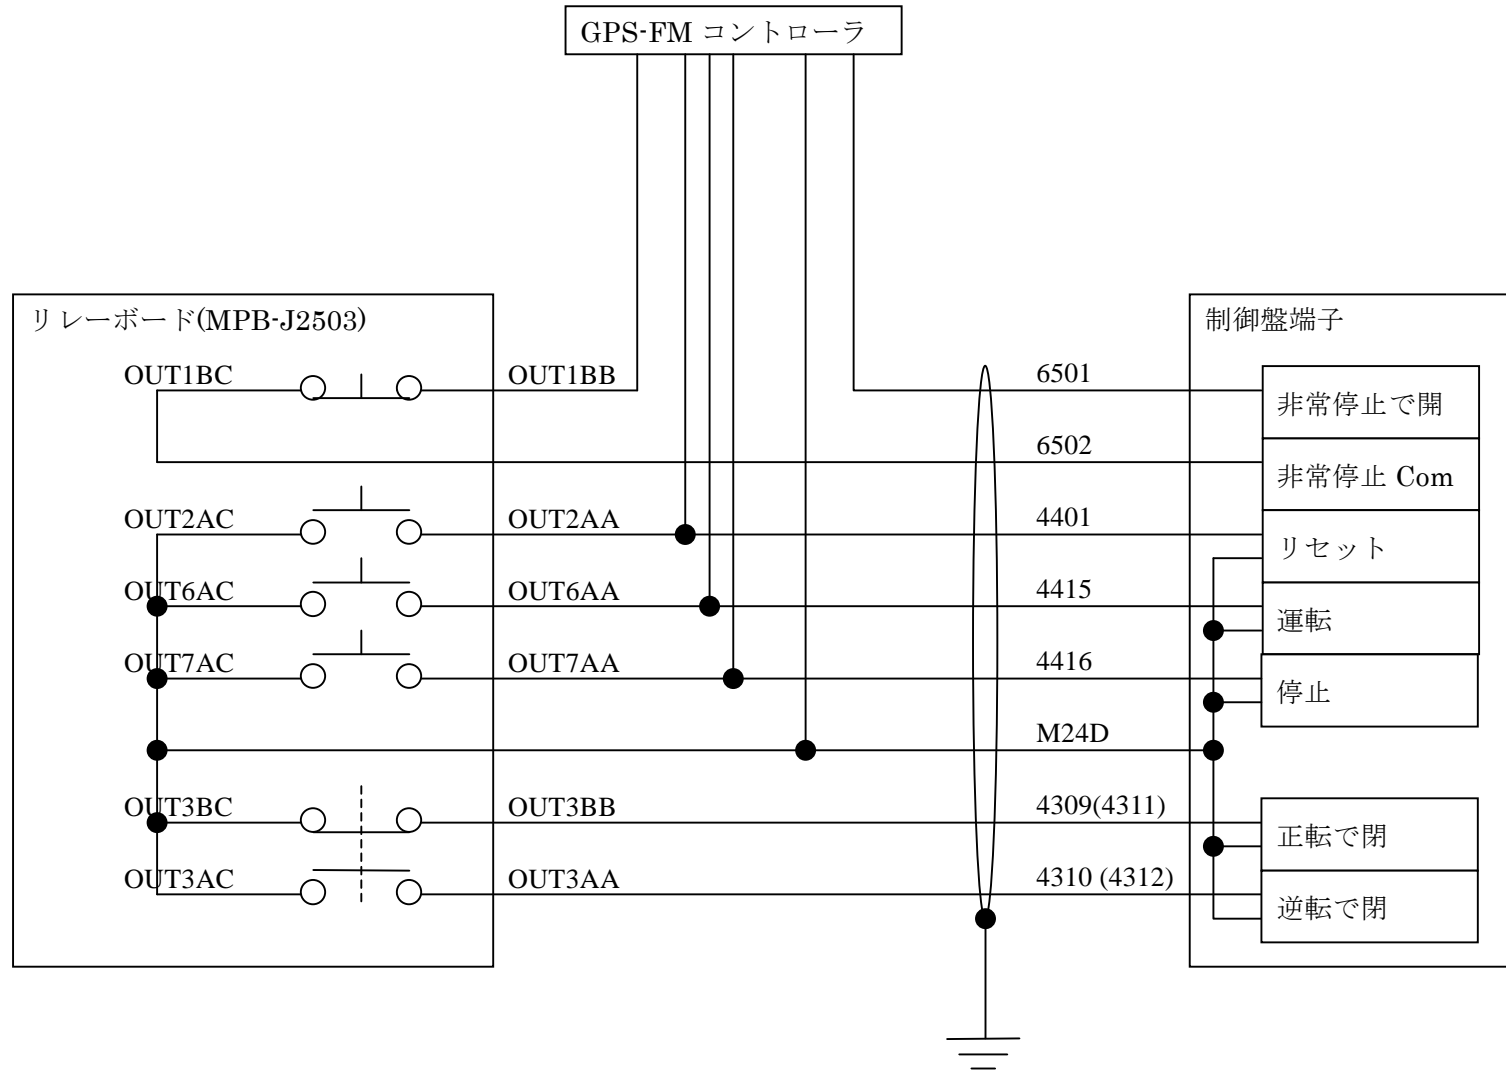 GPS-FM コントローラ
リレーボード(MPB-J2503)
制御盤端子
OUT1BC
OUT1BB
6501
非常停止で開
6502
非常停止 Com
OUT2AC
OUT2AA
4401
リセット
OUT6AC
OUT6AA
4415
運転
OUT7AC
OUT7AA
4416
停止
M24D
OUT3BC
OUT3BB
4309(4311)
正転で閉
OUT3AC
OUT3AA
4310 (4312)
逆転で閉